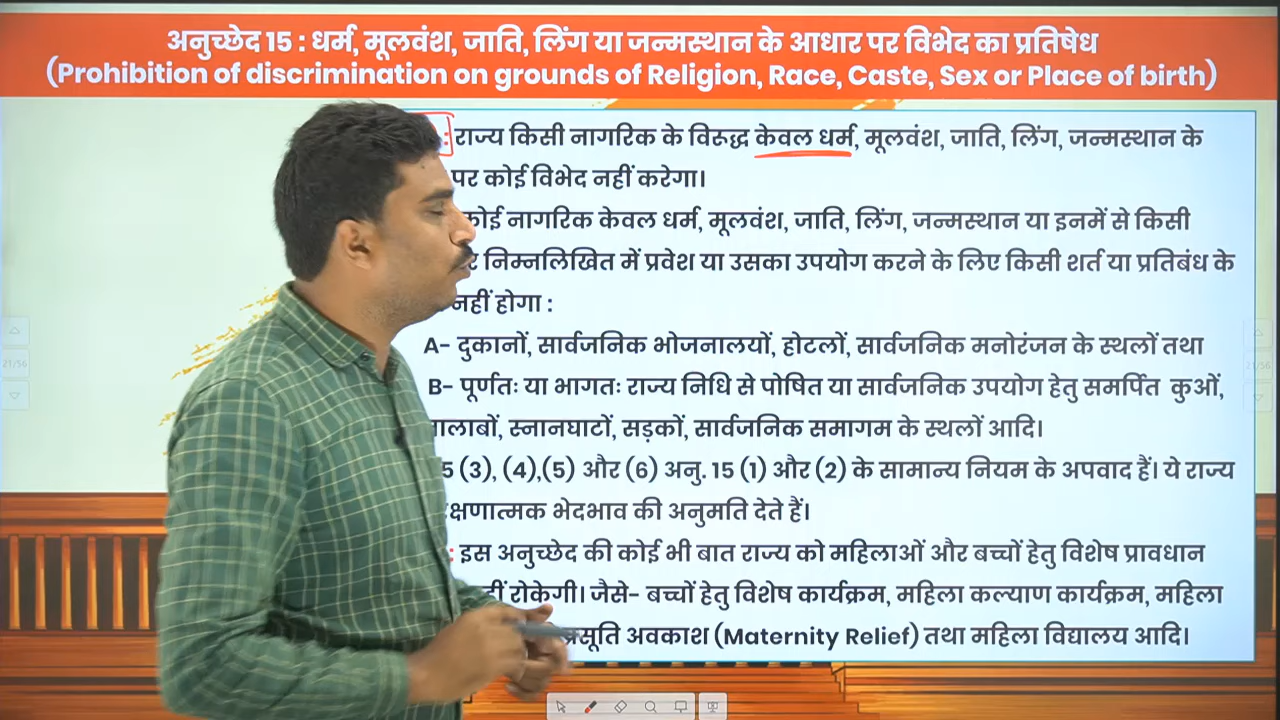 अनुच्छेद 15 : धर्म, मूलवंश, जाति, लिंग या जन्मस्थान के आधार पर विभेद का प्रतिषेध
(Prohibition of discrimination on grounds of Religion, Race, Caste, Sex or Place of birth)
राज्य किसी नागरिक के विरूद्ध केवल धर्म, मूलवंश, जाति, लिंग, जन्मस्थान के
पर कोई विभेद नहीं करेगा।
कोई नागरिक केवल धर्म, मूलवंश, जाति, लिंग, जन्मस्थान या इनमें से किसी
निम्नलिखित में प्रवेश या उसका उपयोग करने के लिए किसी शर्त या प्रतिबंध के
नहीं होगा :
A- दुकानों, सार्वजनिक भोजनालयों, होटलों, सार्वजनिक मनोरंजन के स्थलों तथा
B- पूर्णतः या भागतः राज्य निधि से पोषित या सार्वजनिक उपयोग हेतु समर्पित कुओं,
स्नानघाटों, सड़कों, सार्वजनिक समागम के स्थलों आदि।
5 (3), (4),(5) और (6) अनु. 15 (1) और (2) के सामान्य नियम के अपवाद हैं। ये राज्य
भेदभाव की अनुमति देते हैं।
: इस अनुच्छेद की कोई भी बात राज्य को महिलाओं और बच्चों हेतु विशेष प्रावधान
रोकेगी। जैसे- बच्चों हेतु विशेष कार्यक्रम, महिला कल्याण कार्यक्रम, महिला
प्रसूति अवकाश (Maternity Relief) तथा महिला विद्यालय आदि।
21/56
21/56